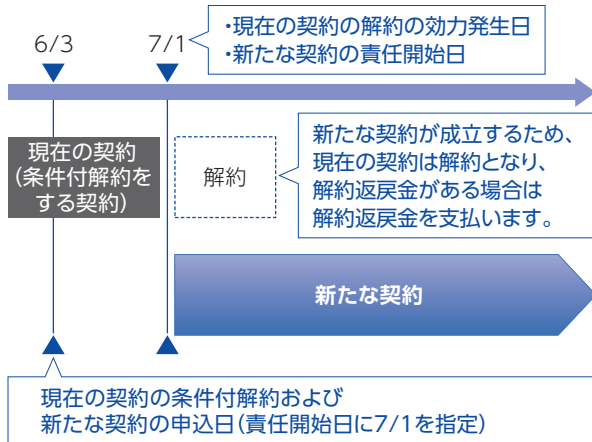 6/3
7/1
・現在の契約の解約の効力発生日
・新たな契約の責任開始日
現在の契約
(条件付解約を
する契約)
解約
新たな契約が成立するため、
現在の契約は解約となり、
解約返戻金がある場合は
解約返戻金を支払います。
新たな契約
現在の契約の条件付解約および
新たな契約の申込日(責任開始日に7/1を指定)